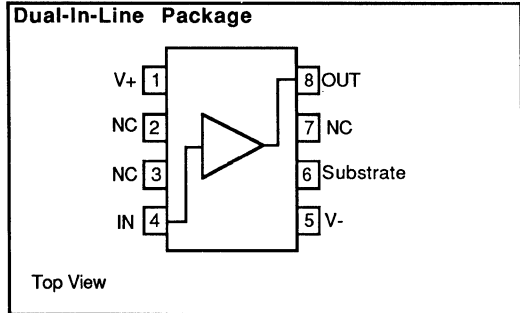 Dual-In-Line Package
V+ 1 8 OUT
NC 2 7 NC
NC 3 6 Substrate
IN 4 5 V-
Top View